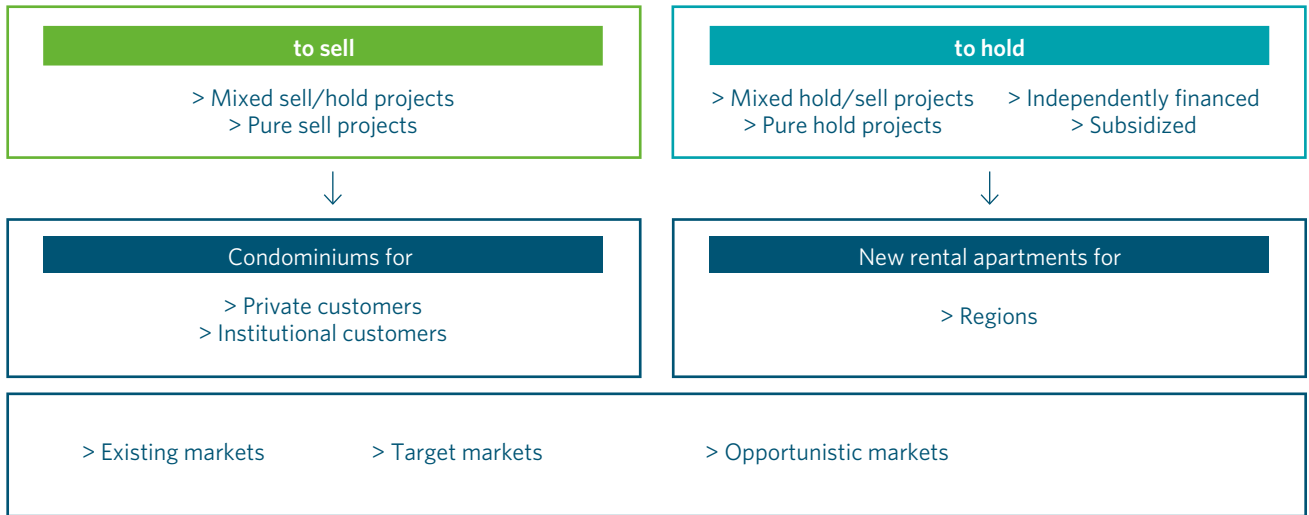 to sell
> Mixed sell/hold projects
> Pure sell projects
to hold
> Mixed hold/sell projects
> Pure hold projects
> Independently financed
> Subsidized
Condominiums for
> Private customers
> Institutional customers
New rental apartments for
> Regions
> Existing markets
> Target markets
> Opportunistic markets